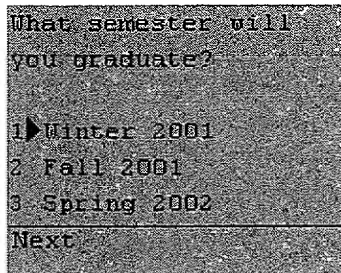 What semester will
you graduate?
1 Winter 2001
2 Fall 2001
3 Spring 2002
Next